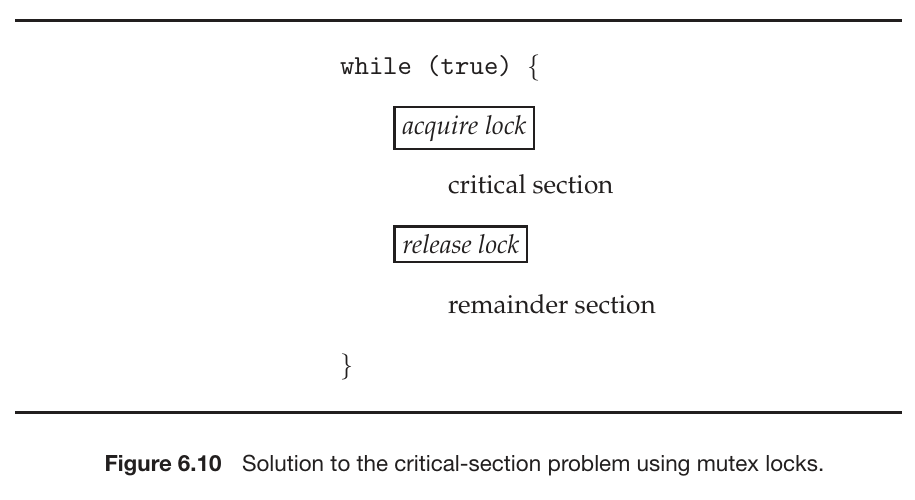 while (true) {
acquire lock
critical section
release lock
remainder section
}
Figure 6.10 Solution to the critical-section problem using mutex locks.